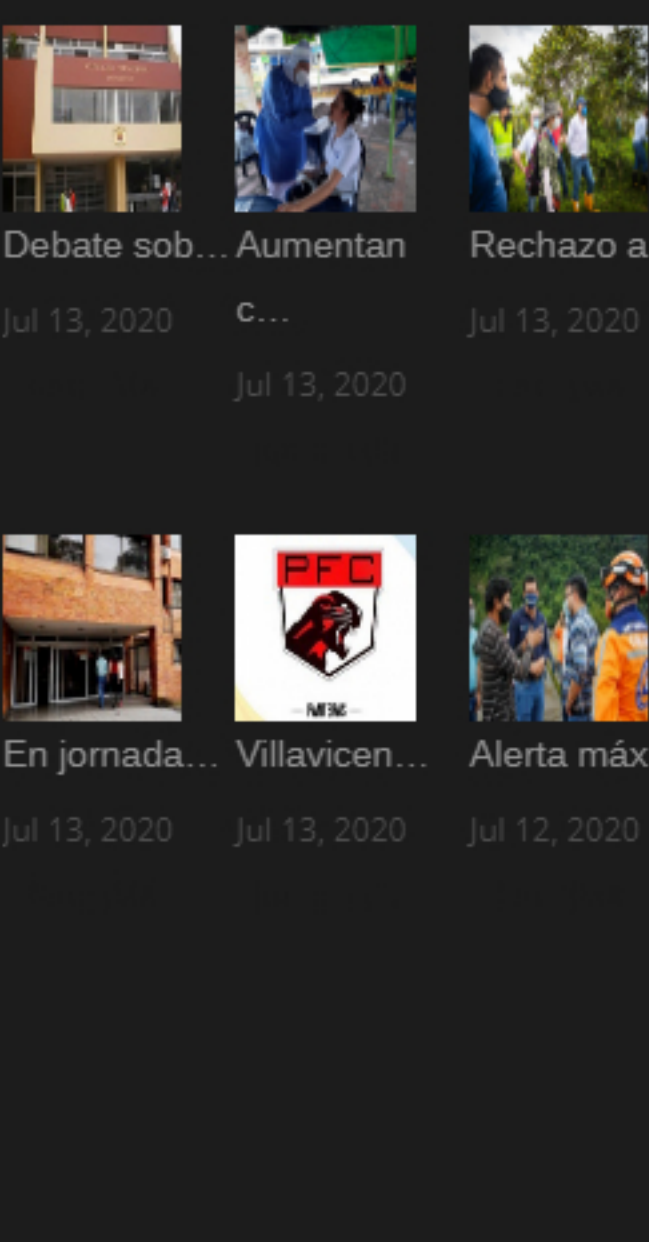 Debate sob...
Jul 13, 2020
Aumentan
c...
Jul 13, 2020
Rechazo a
Jul 13, 2020
En jornada...
Jul 13, 2020
PFC
Villavicen...
Jul 13, 2020
Alerta máx
Jul 12, 2020